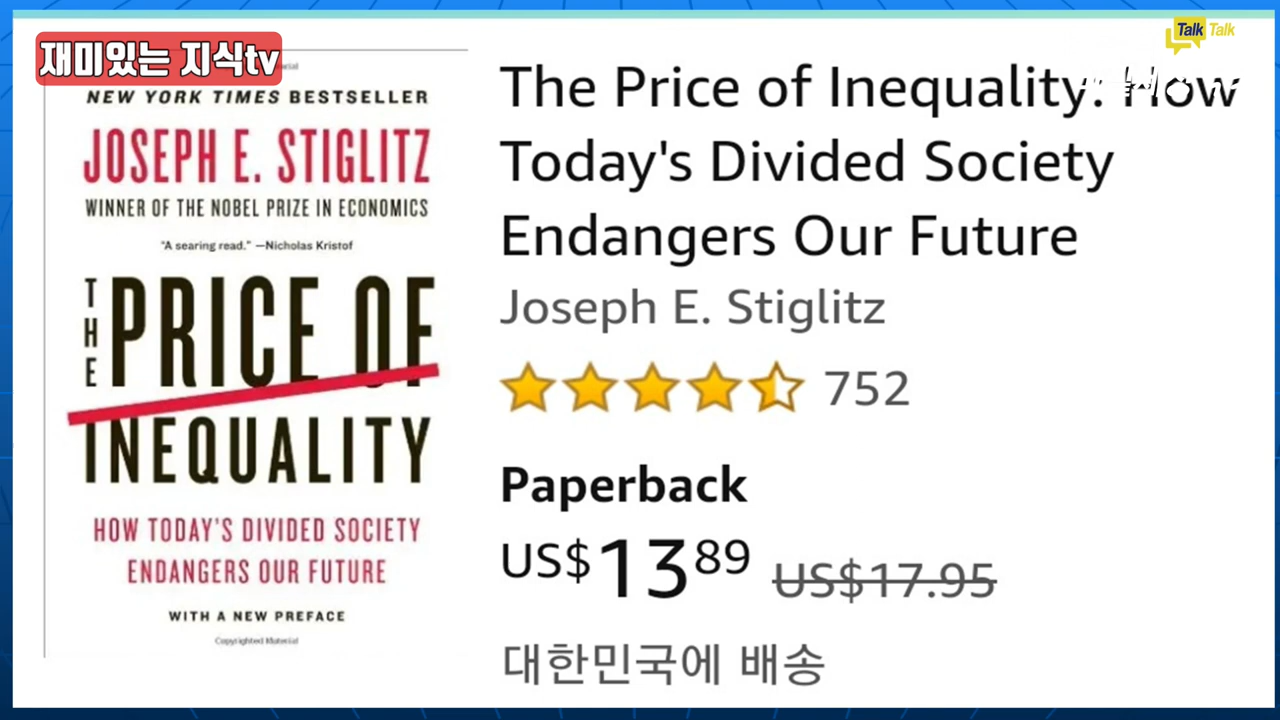 재미있는 지식tv
Talk Talk
NEW YORK TIMES BESTSELLER
JOSEPH E. STIGLITZ
WINNER OF THE NOBEL PRIZE IN ECONOMICS
"A searing read." —Nicholas Kristof
THE PRICE OF
INEQUALITY
HOW TODAY'S DIVIDED SOCIETY
ENDANGERS OUR FUTURE
WITH A NEW PREFACE
Copyrighted Material
The Price of Inequality: How
Today's Divided Society
Endangers Our Future
Joseph E. Stiglitz
752
Paperback
US$13.89 US$17.95
대한민국에 배송